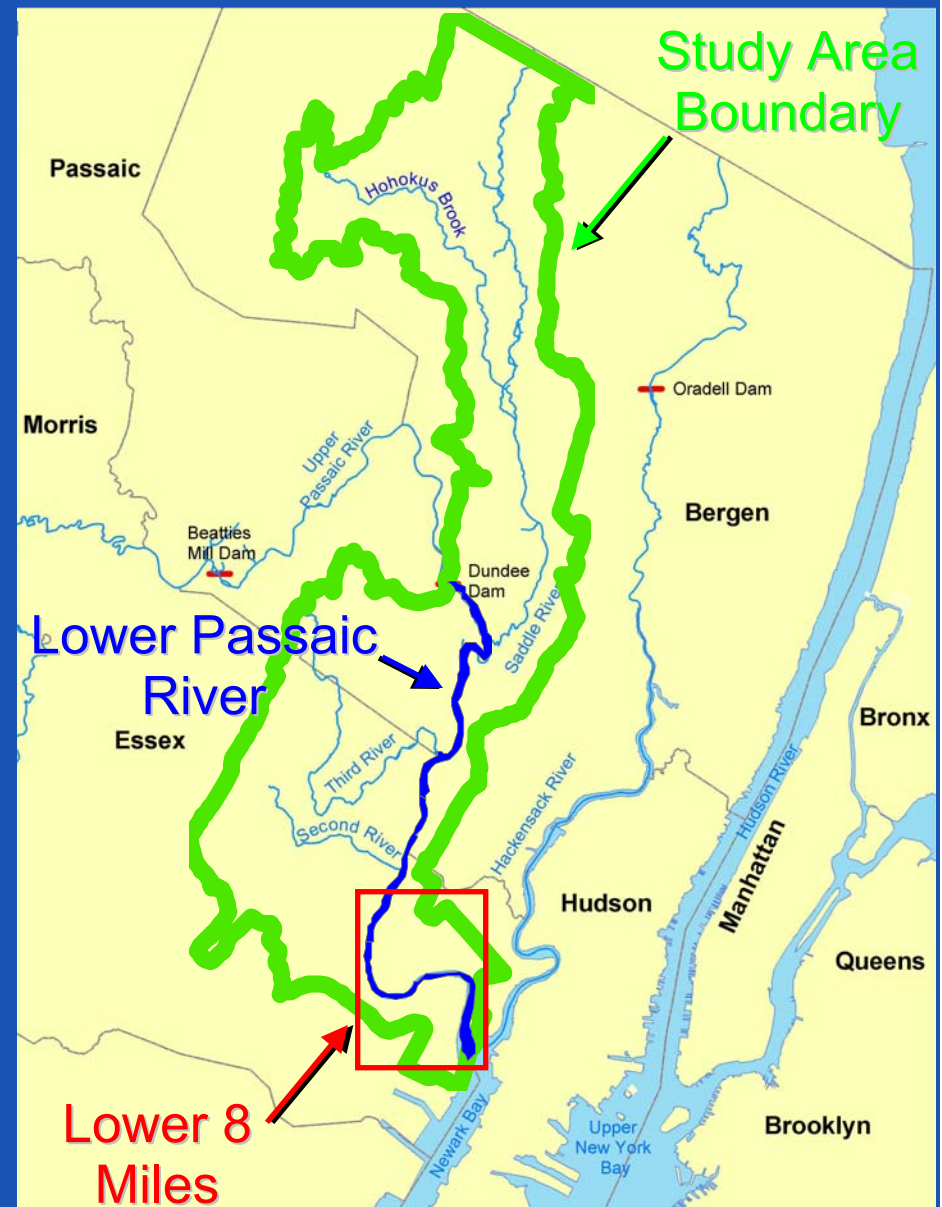 Study Area
Boundary
Passaic
Hohokus Brook
Oradell Dam
Morris
Upper
Passaic River
Bergen
Beatties
Mill Dam
Dundee
Dam
Saddle River
Lower Passaic
River
Essex
Bronx
Third River
Hackensack River
Hudson River
Second River
Manhattan
Hudson
Queens
Lower 8
Miles
Newark Bay
Upper
New York
Bay
Brooklyn